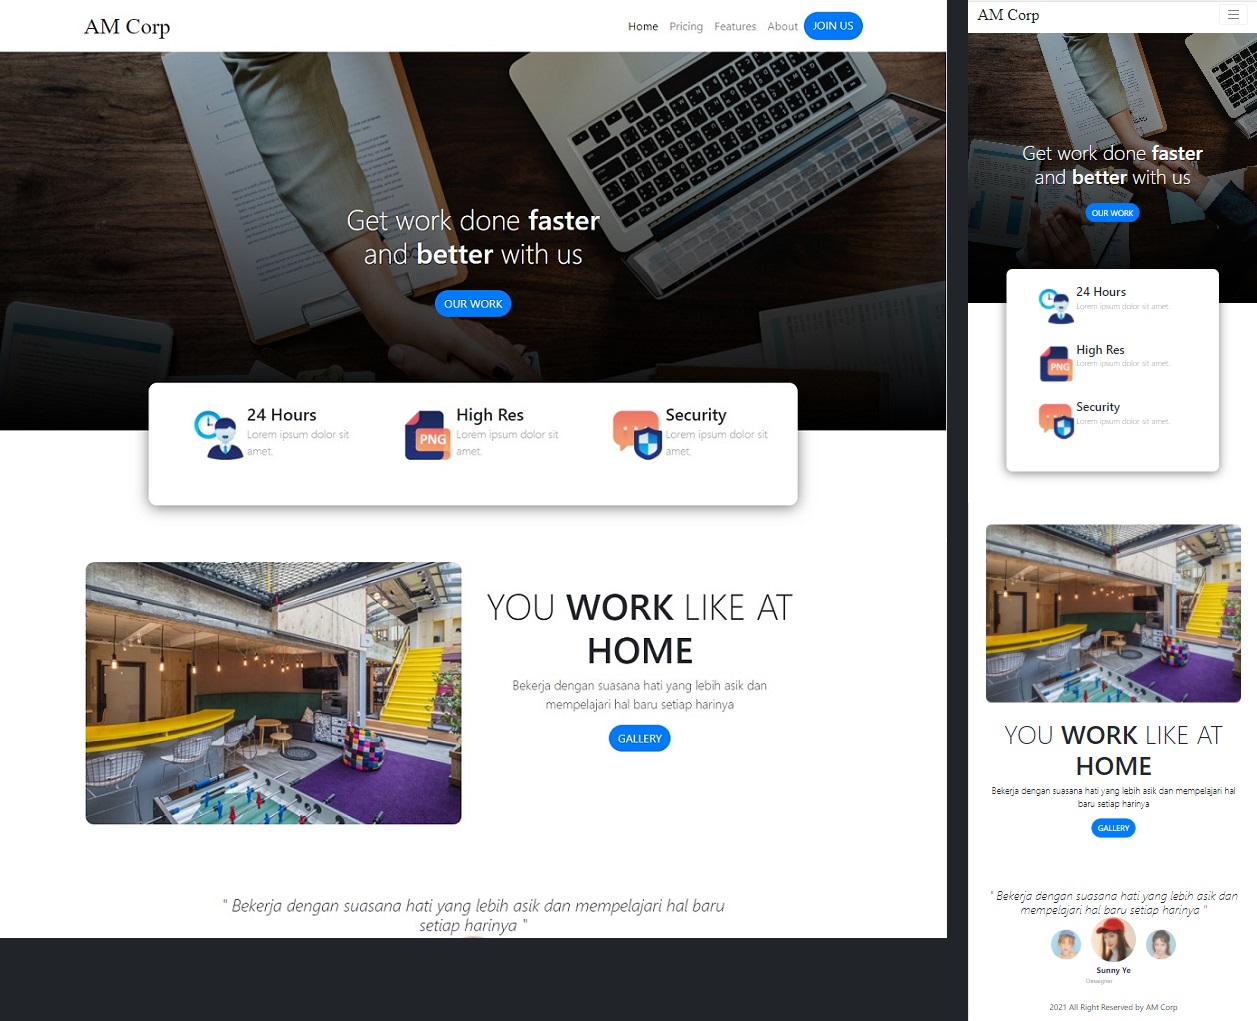 AM Corp
Home Pricing Features About JOIN US
Get work done faster
and better with us
OUR WORK
24 Hours
Lorem ipsum dolor sit
amet.
High Res
Lorem ipsum dolor sit
amet.
PNG
Security
Lorem ipsum dolor sit
amet.
YOU WORK LIKE AT
HOME
Bekerja dengan suasana hati yang lebih asik dan
mempelajari hal baru setiap harinya
GALLERY
" Bekerja dengan suasana hati yang lebih asik dan mempelajari hal baru
setiap harinya "
AM Corp
Get work done faster
and better with us
OUR WORK
24 Hours
Lorem ipsum dolor sit amet.
High Res
Lorem ipsum dolor sit amet.
PNG
Security
Lorem ipsum dolor sit amet.
YOU WORK LIKE AT
HOME
Bekerja dengan suasana hati yang lebih asik dan mempelajari hal
baru setiap harinya
GALLERY
" Bekerja dengan suasana hati yang lebih asik dan
mempelajari hal baru setiap harinya "
Sunny Ye
2021 All Right Reserved by AM Corp